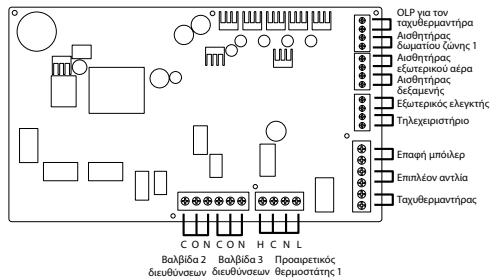 OLP για τον
ταχυθερμαντήρα
Αισθητήρας
δωματίου ζώνης 1
Αισθητήρας
εξωτερικού αέρα
Αισθητήρας
δεξαμενής
Εξωτερικός ελεγκτής
Τηλεχειριστήριο
Επαφή μπόιλερ
Επιπλέον αντλία
Ταχυθερμαντήρας
C O N C O N H C N L
Βαλβίδα 2 Βαλβίδα 3 Προαιρετικός
διευθύνσεων διευθύνσεων θερμοστάτης 1